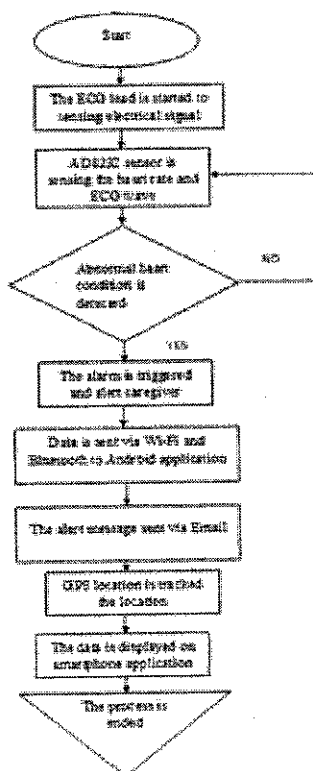 Start
The ECG lead is started to
sensing electrical signal
AD8232 sensor is
sensing the heart rate and
ECG wave
Abnormal heart
condition is
detected
NO
YES
The alarm is triggered
and alert caregiver
Data is sent via Wi-Fi and
Bluetooth to Android application
The alert message sent via Email
GPS location is tracked
the location
The data is displayed on
smartphone application
The process is
ended